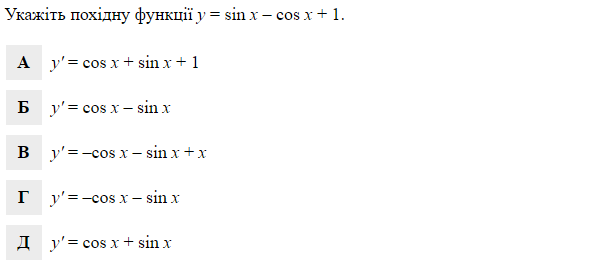 Укажіть похідну функції y = sin x – cos x + 1.
А y′ = cos x + sin x + 1
Б y′ = cos x – sin x
В y′ = –cos x – sin x + x
Г y′ = –cos x – sin x
Д y′ = cos x + sin x